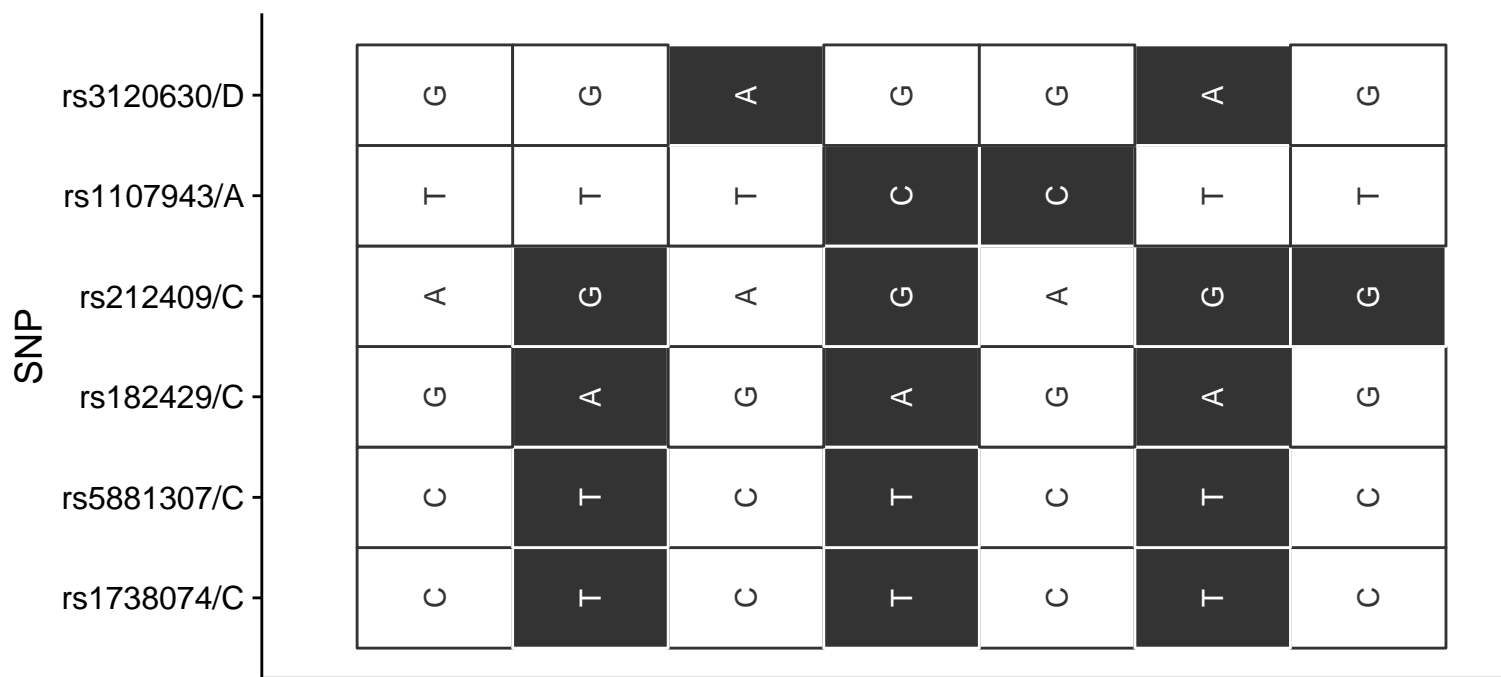 SNP
rs3120630/D G G A G G A G
rs1107943/A T T T C C T T
rs212409/C A G A G A G G
rs182429/C G A G A G A G
rs5881307/C C T C T C T C
rs1738074/C C T C T C T C